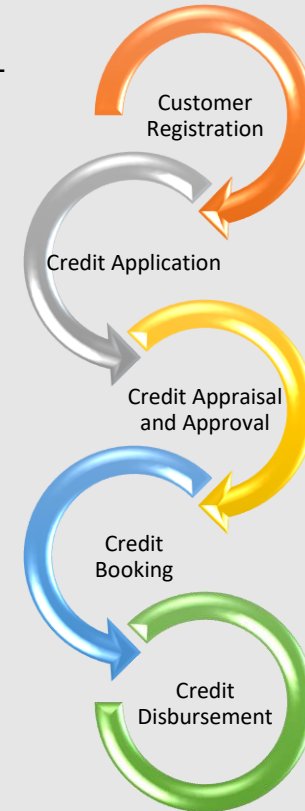 Customer
Registration
Credit Application
Credit Appraisal
and Approval
Credit
Booking
Credit
Disbursement